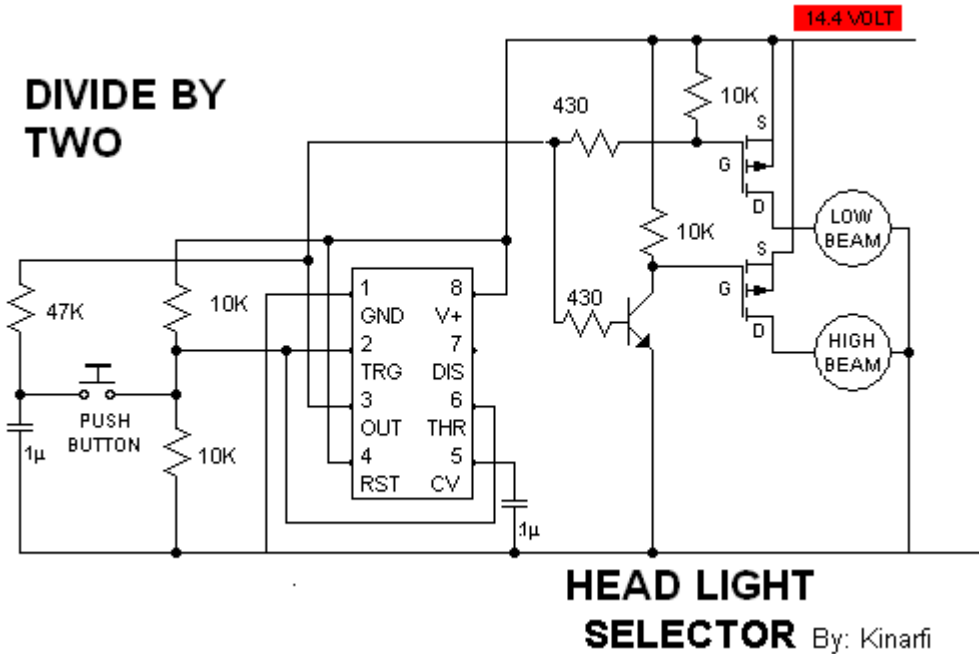 14.4 VOLT
DIVIDE BY
TWO
430
10K
S
G
D
LOW
BEAM
10K
S
G
D
HIGH
BEAM
430
47K
10K
1 8
GND V+
2 7
TRG DIS
3 6
OUT THR
4 5
RST CV
PUSH
BUTTON
1µ
10K
.1µ
HEAD LIGHT
SELECTOR By: Kinarfi